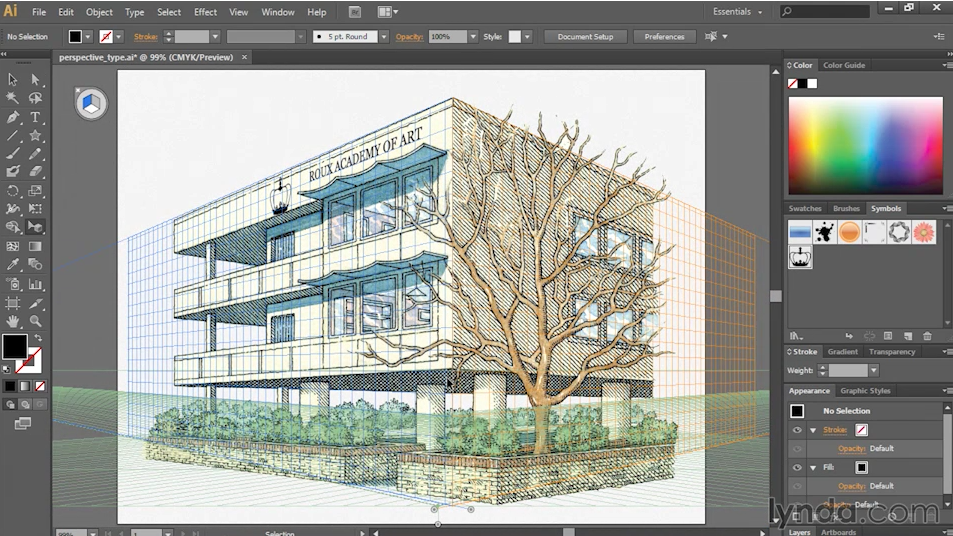 Ai File Edit Object Type Select Effect View Window Help Essentials
No Selection Stroke: 5 pt. Round Opacity: 100% Style: Document Setup Preferences
perspective_type.ai* @ 99% (CMYK/Preview) ×
Color Color Guide
ROUX ACADEMY OF ART
Swatches Brushes Symbols
Stroke Gradient Transparency
Weight:
Appearance Graphic Styles
No Selection
Stroke:
Opacity: Default
Fill:
Opacity: Default
Opacity: Default
lynda.com
99% 1 Selection
Layers Artboards